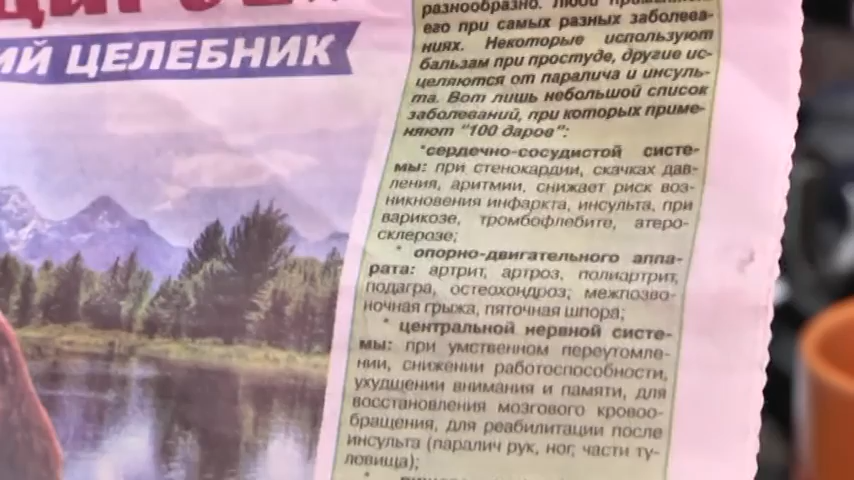 ЦЕЛЕБНИК
разнообразно. Люди
его при самых разных заболева-
ниях. Некоторые используют
бальзам при простуде, другие ис-
целяются от паралича и инсуль-
та. Вот лишь небольшой список
заболеваний, при которых приме-
няют "100 даров":
*сердечно-сосудистой систе-
мы: при стенокардии, скачках дав-
ления, аритмии, снижает риск воз-
никновения инфаркта, инсульта, при
варикозе, тромбофлебите, атеро-
склерозе;
* опорно-двигательного аппа-
рата: артрит, артроз, полиартрит,
подагра, остеохондроз; межпозво-
ночная грыжа, пяточная шпора;
* центральной нервной систе-
мы: при умственном переутомле-
нии, снижении работоспособности,
ухудшении внимания и памяти, для
восстановления мозгового кровоо-
бращения, для реабилитации после
инсульта (паралич рук, ног, части ту-
ловища);